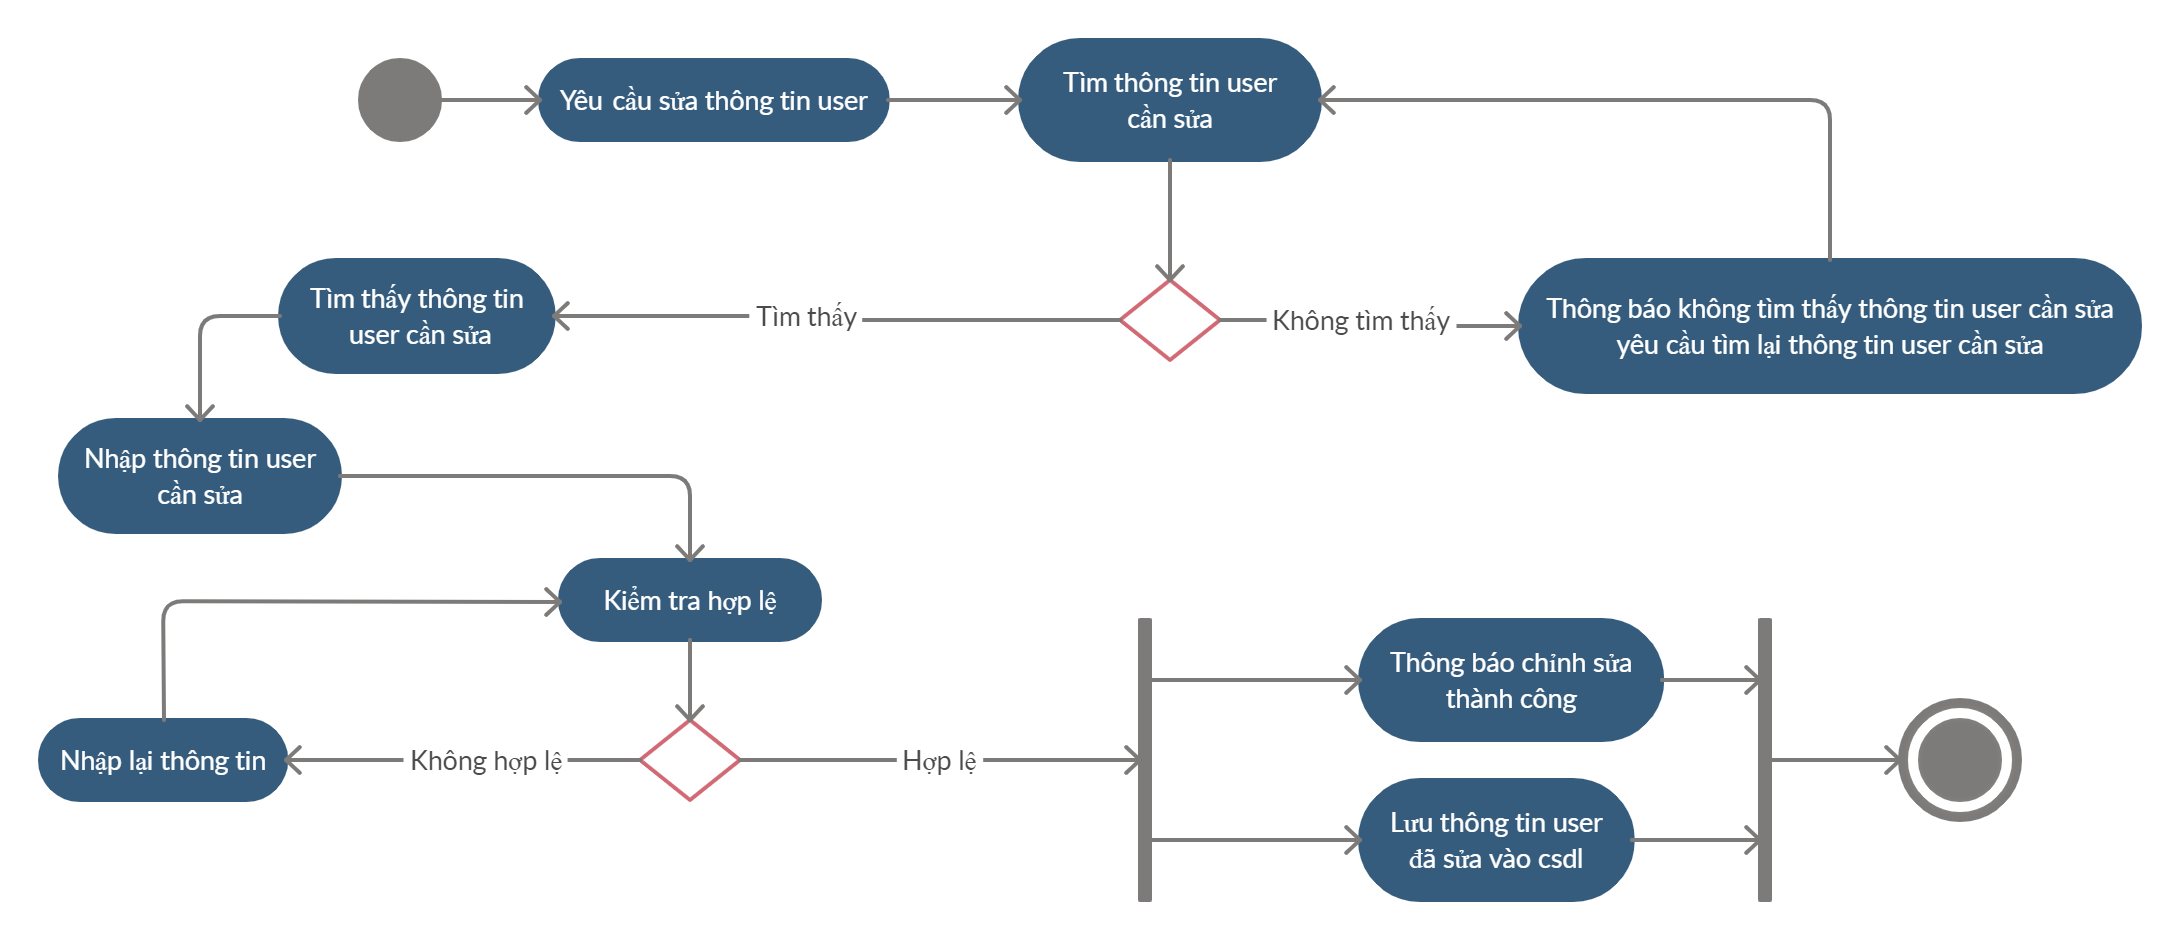 Yêu cầu sửa thông tin user
Tìm thông tin user
cần sửa
Tìm thấy thông tin
user cần sửa
Tìm thấy
Không tìm thấy
Thông báo không tìm thấy thông tin user cần sửa
yêu cầu tìm lại thông tin user cần sửa
Nhập thông tin user
cần sửa
Kiểm tra hợp lệ
Nhập lại thông tin
Không hợp lệ
Hợp lệ
Thông báo chỉnh sửa
thành công
Lưu thông tin user
đã sửa vào csdl